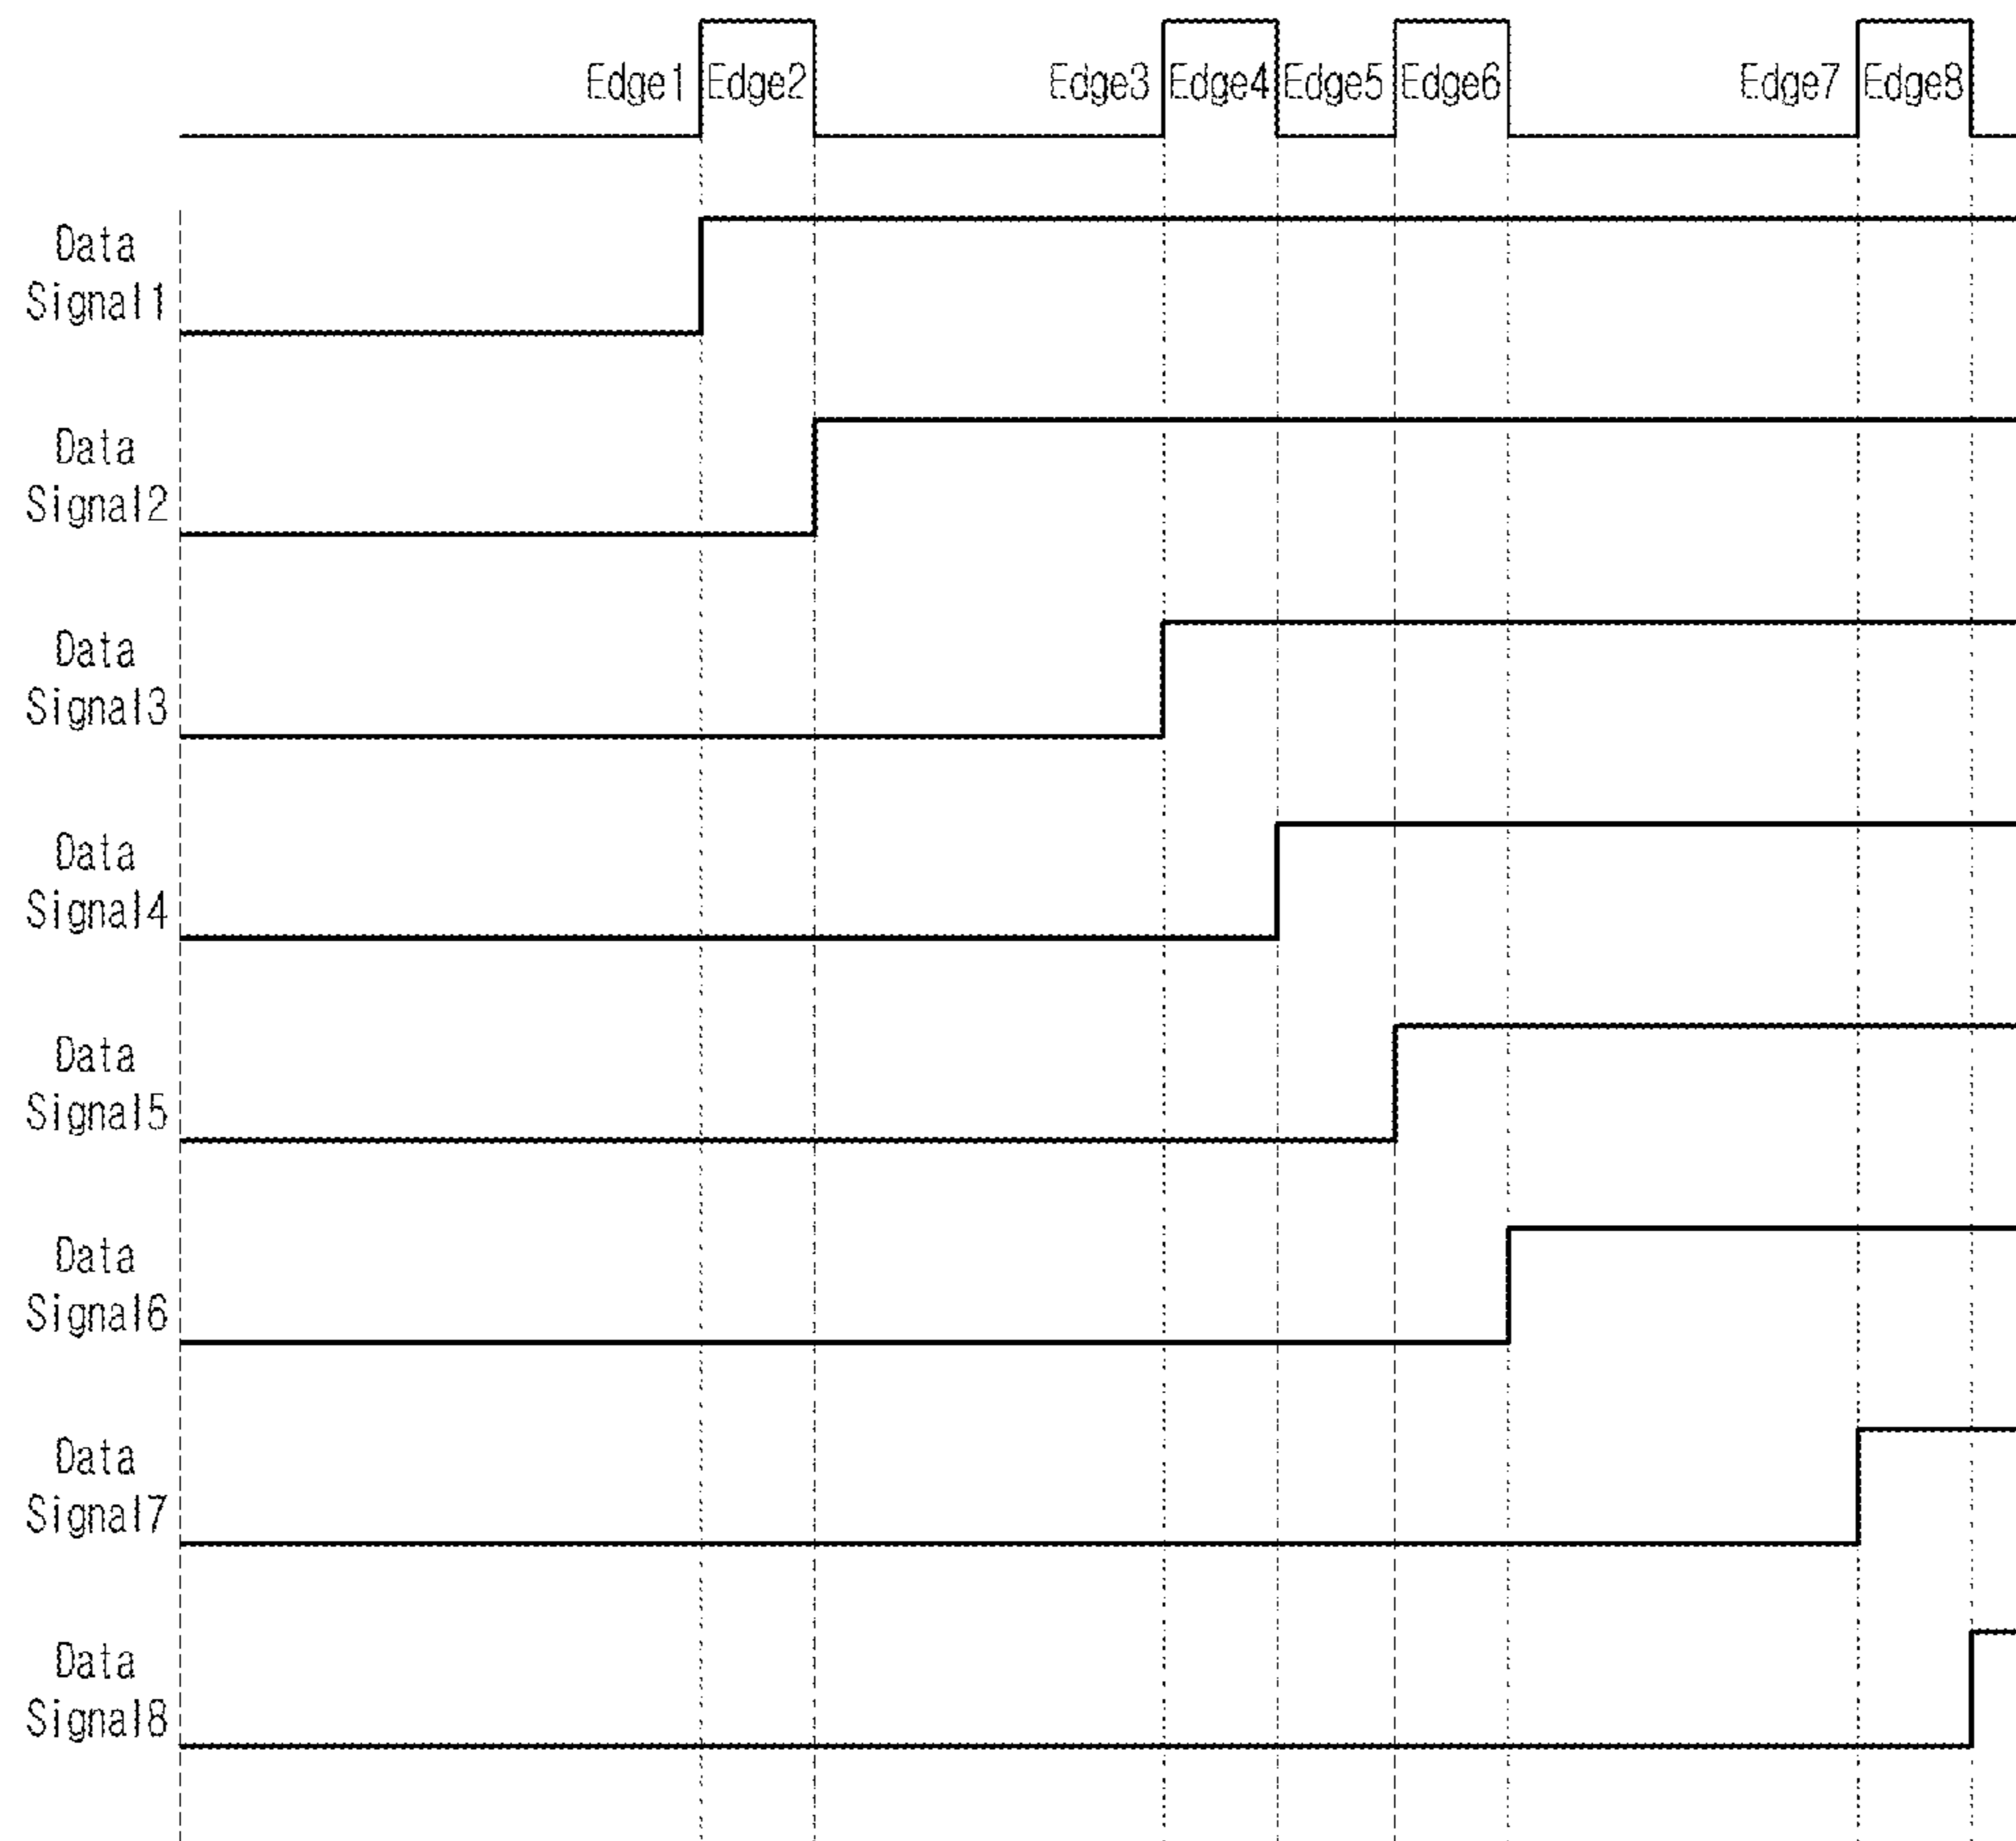 Edge1 Edge2 Edge3 Edge4 Edge5 Edge6 Edge7 Edge8
Data
Signal1
Data
Signal2
Data
Signal3
Data
Signal4
Data
Signal5
Data
Signal6
Data
Signal7
Data
Signal8